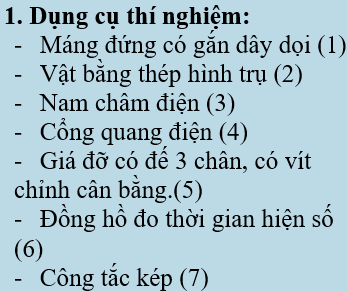 1. Dụng cụ thí nghiệm:
- Máng đứng có gắn dây dọi (1)
- Vật bằng thép hình trụ (2)
- Nam châm điện (3)
- Cổng quang điện (4)
- Giá đỡ có đế 3 chân, có vít
chỉnh cân bằng.(5)
- Đồng hồ đo thời gian hiện số
(6)
- Công tắc kép (7)